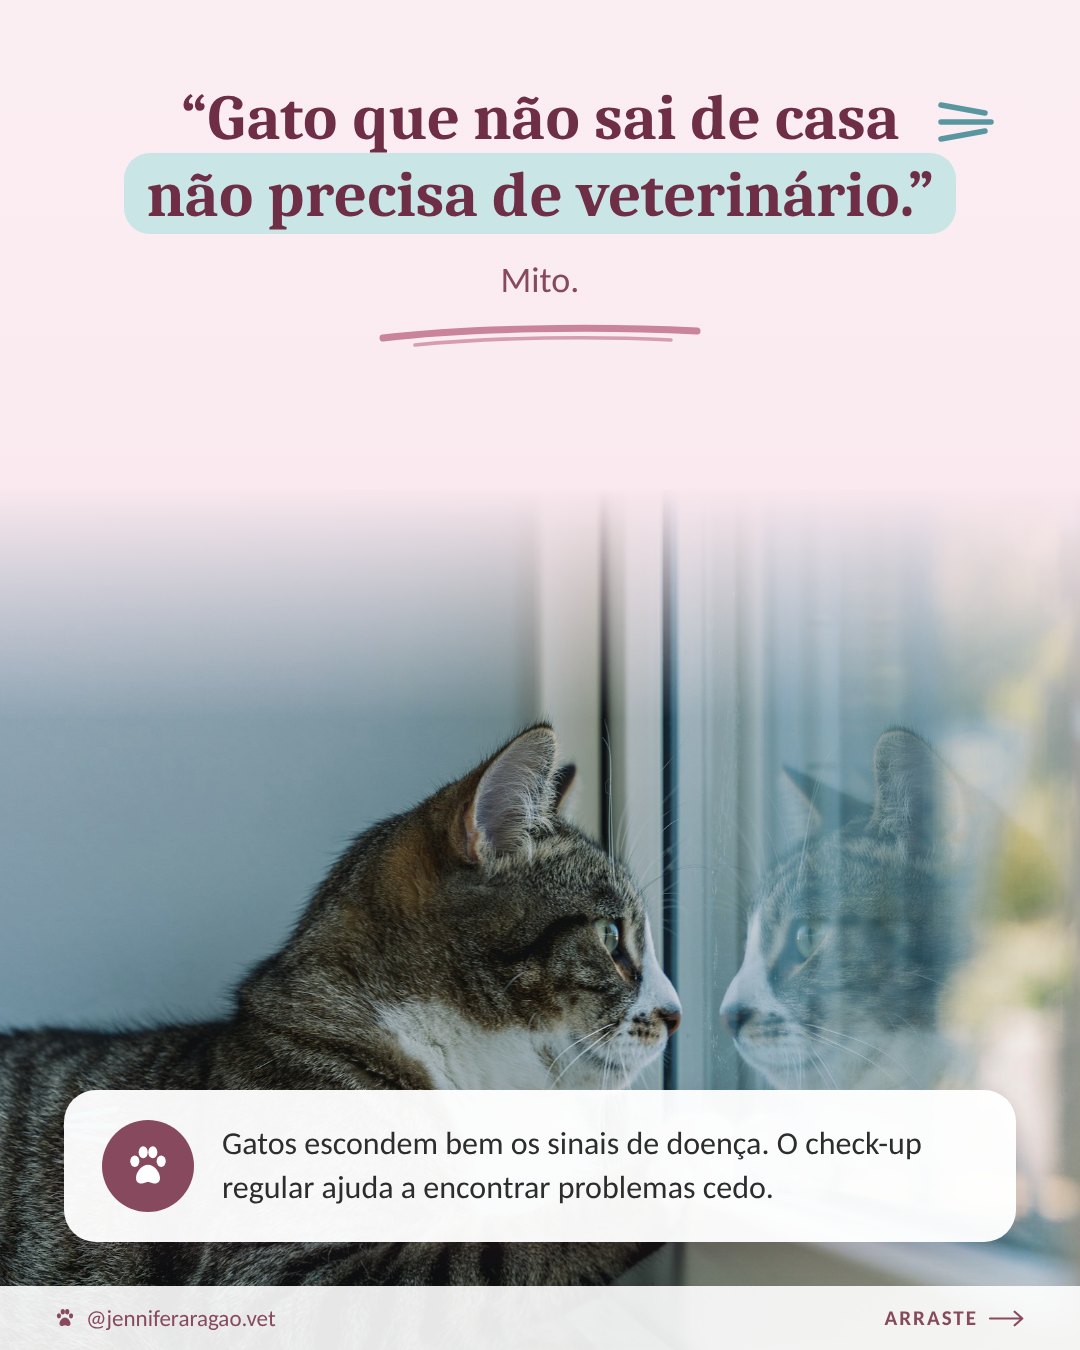 “Gato que não sai de casa
não precisa de veterinário.”
Mito.
Gatos escondem bem os sinais de doença. O check-up
regular ajuda a encontrar problemas cedo.
@jenniferaragao.vet
ARRASTE